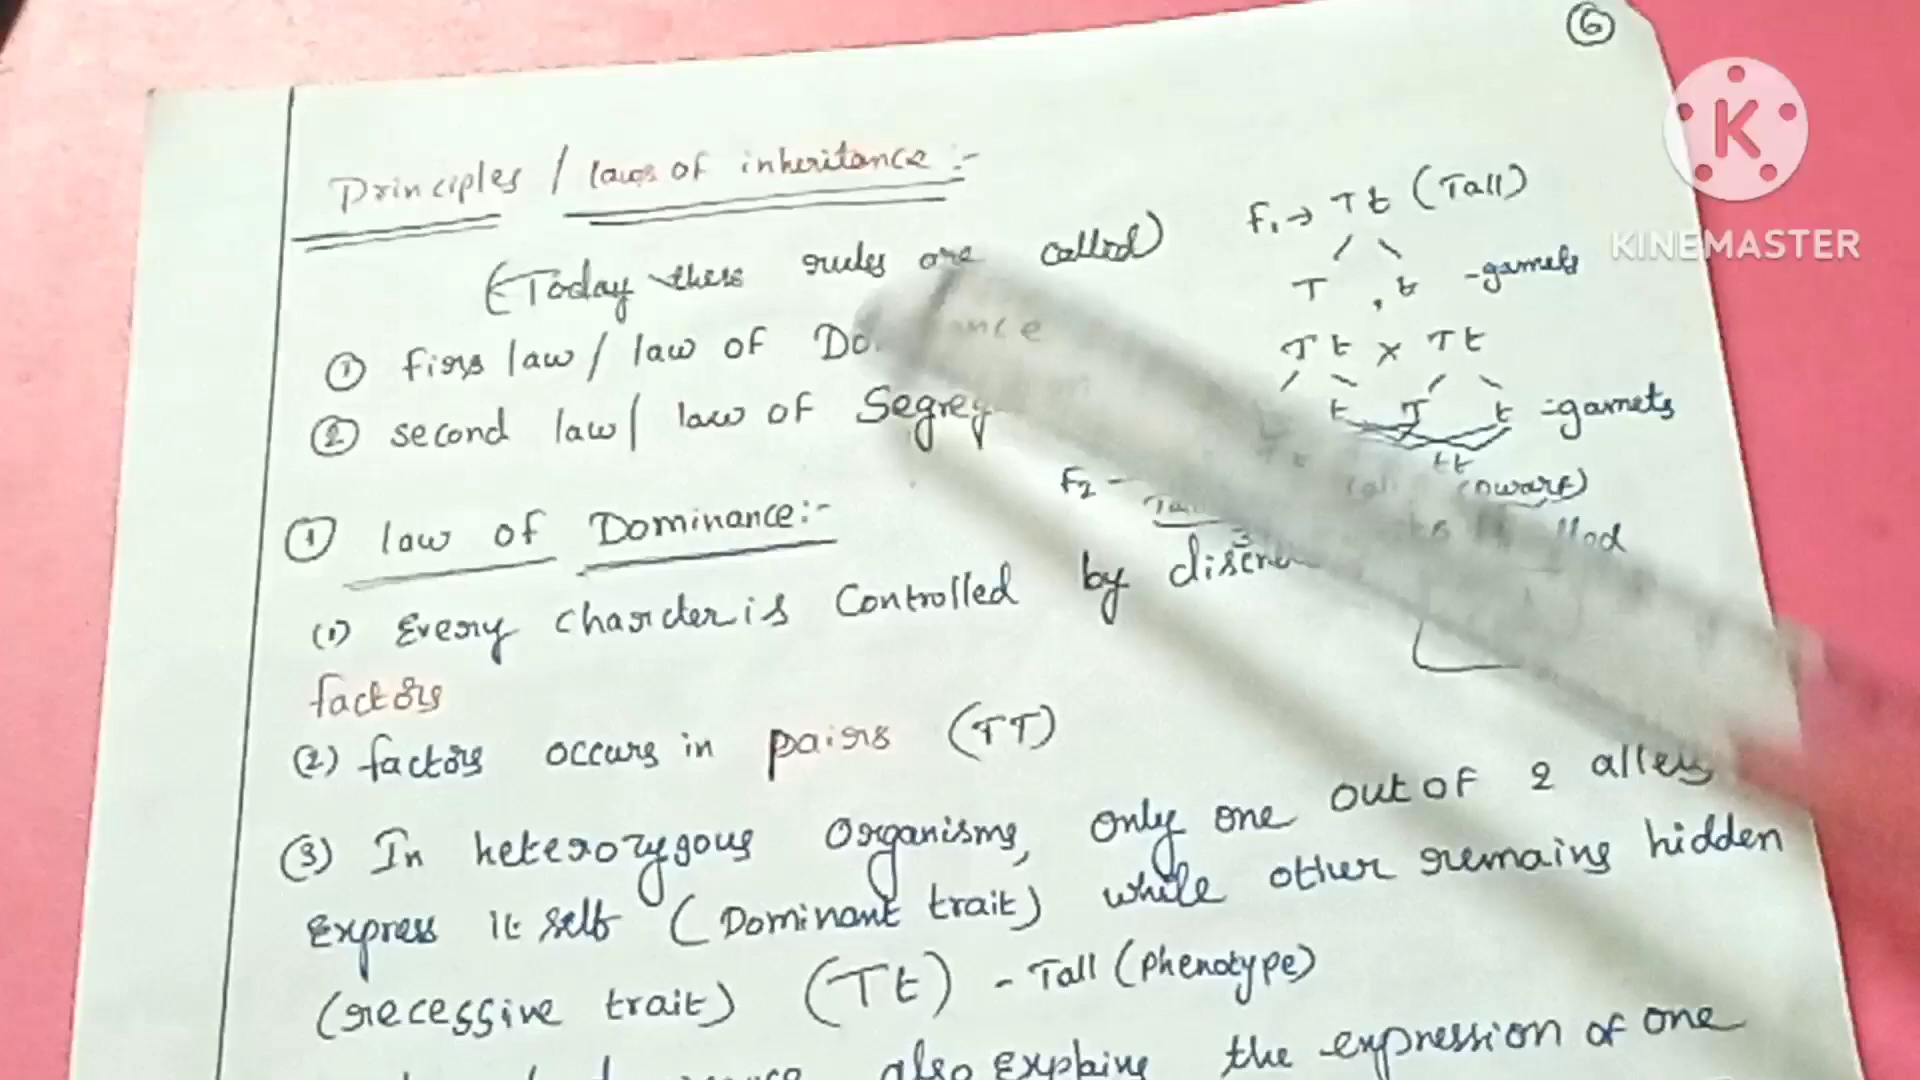 6
Principles / laws of inheritance :-
(Today these rules are called)
① firs law / law of Do ance
② second law / law of Segreg
F₁ → Tt (Tall)
T , t - gamets
Tt x Tt
t T t - gamets
tt
F₂ - (Dwarf)
① law of Dominance :-
(1) Every charcter is controlled by
factors
(2) factors occurs in pairs (TT)
(3) In heterozygous organisms, only one out of 2 alleles
express it self (Dominant trait) while other remains hidden
(recessive trait) (Tt) - Tall (phenotype)
also explains the expression of one
K
KINEMASTER